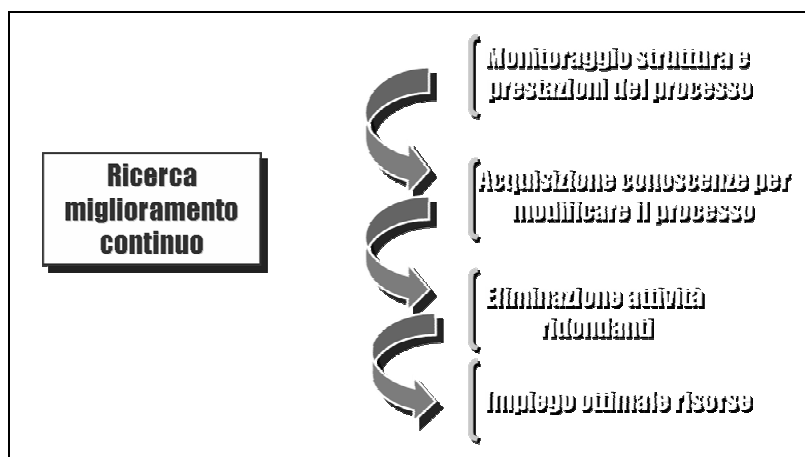 Ricerca
miglioramento
continuo
Monitoraggio struttura e
prestazioni del processo
Acquisizione conoscenze per
modificare il processo
Eliminazione attività
ridondanti
Impiego ottimale risorse